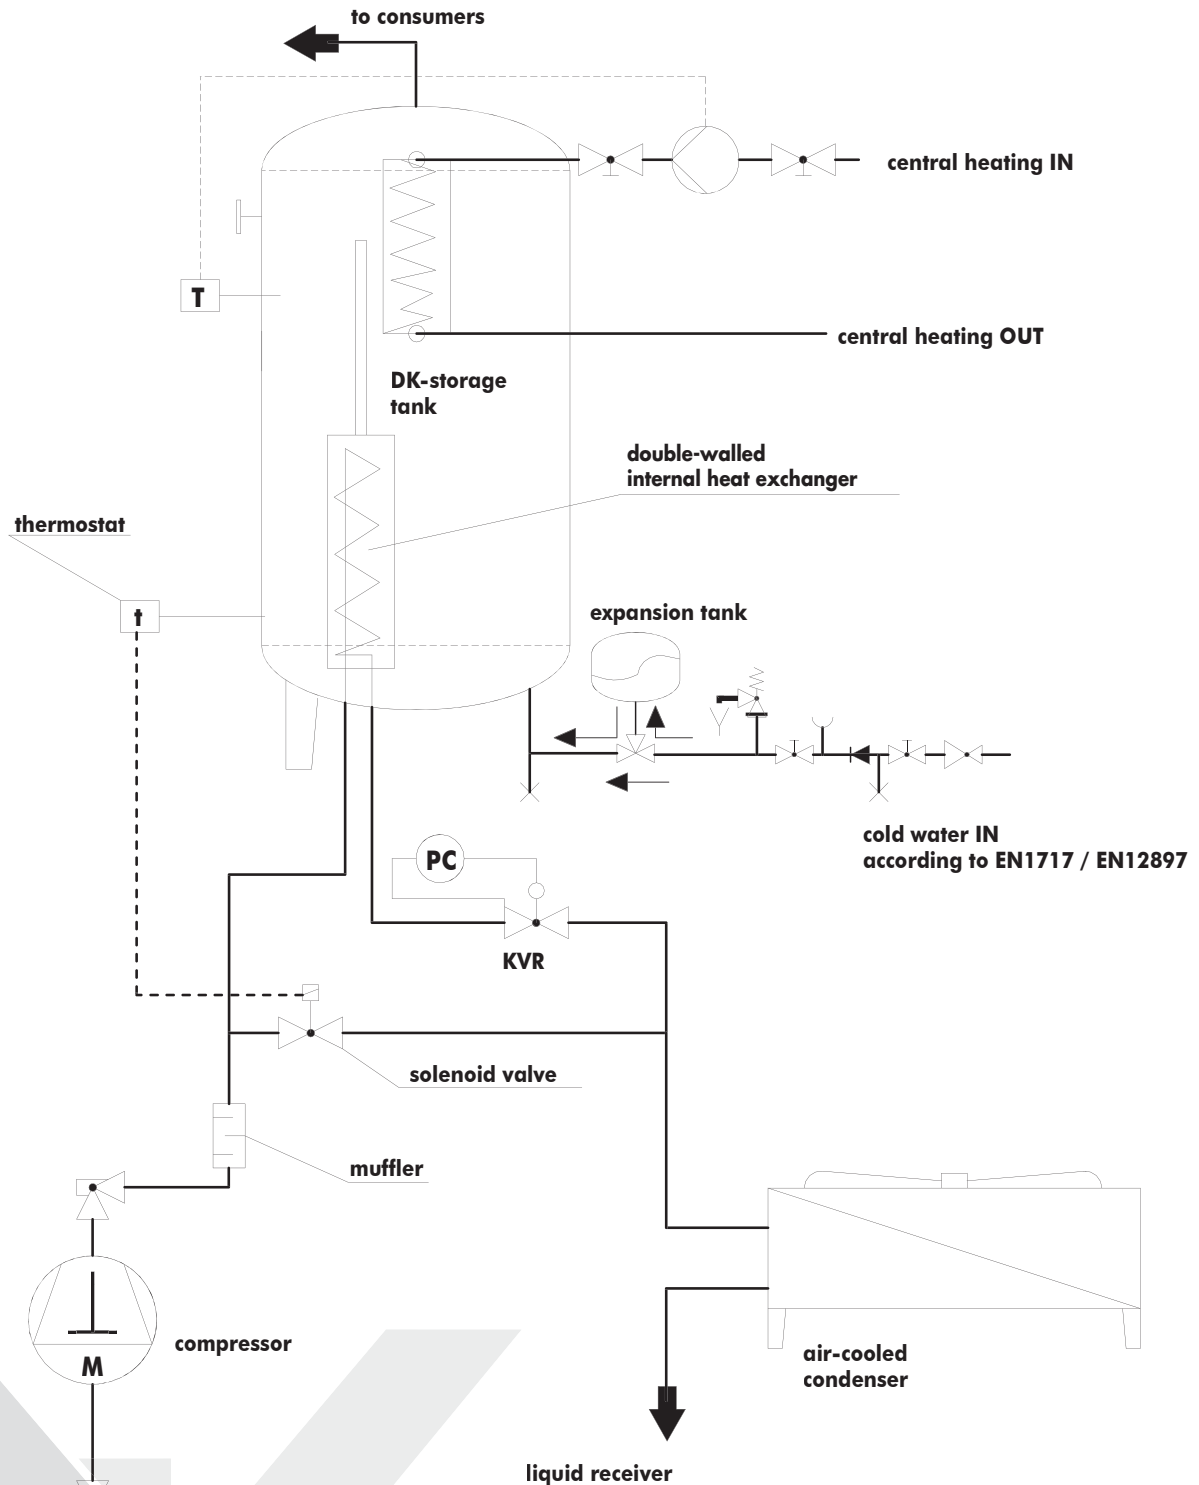 to consumers
central heating IN
T
central heating OUT
DK-storage
tank
double-walled
internal heat exchanger
thermostat
t
expansion tank
cold water IN
according to EN1717 / EN12897
PC
KVR
solenoid valve
muffler
compressor
M
air-cooled
condenser
liquid receiver